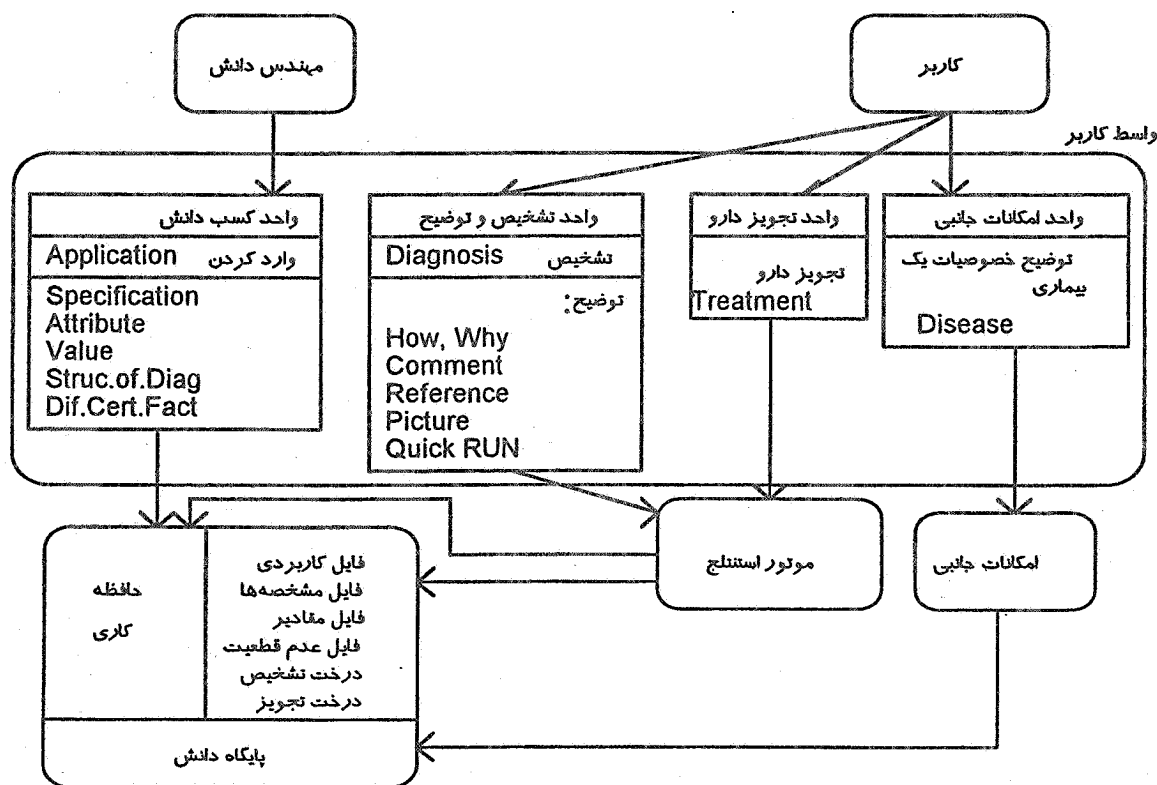 مهندس دانش
کاربر
واسط کاربر
واحد کسب دانش
Application وارد کردن
Specification
Attribute
Value
Struc.of.Diag
Dif.Cert.Fact
واحد تشخیص و توضیح
Diagnosis تشخیص
توضیح:
How, Why
Comment
Reference
Picture
Quick RUN
واحد تجویز دارو
تجویز دارو
Treatment
واحد امکانات جانبی
توضیح خصوصیات یک
بیماری
Disease
حافظه
کاری
فایل کاربردی
فایل مشخصه‌ها
فایل مقادیر
فایل عدم قطعیت
درخت تشخیص
درخت تجویز
پایگاه دانش
موتور استنتاج
امکانات جانبی